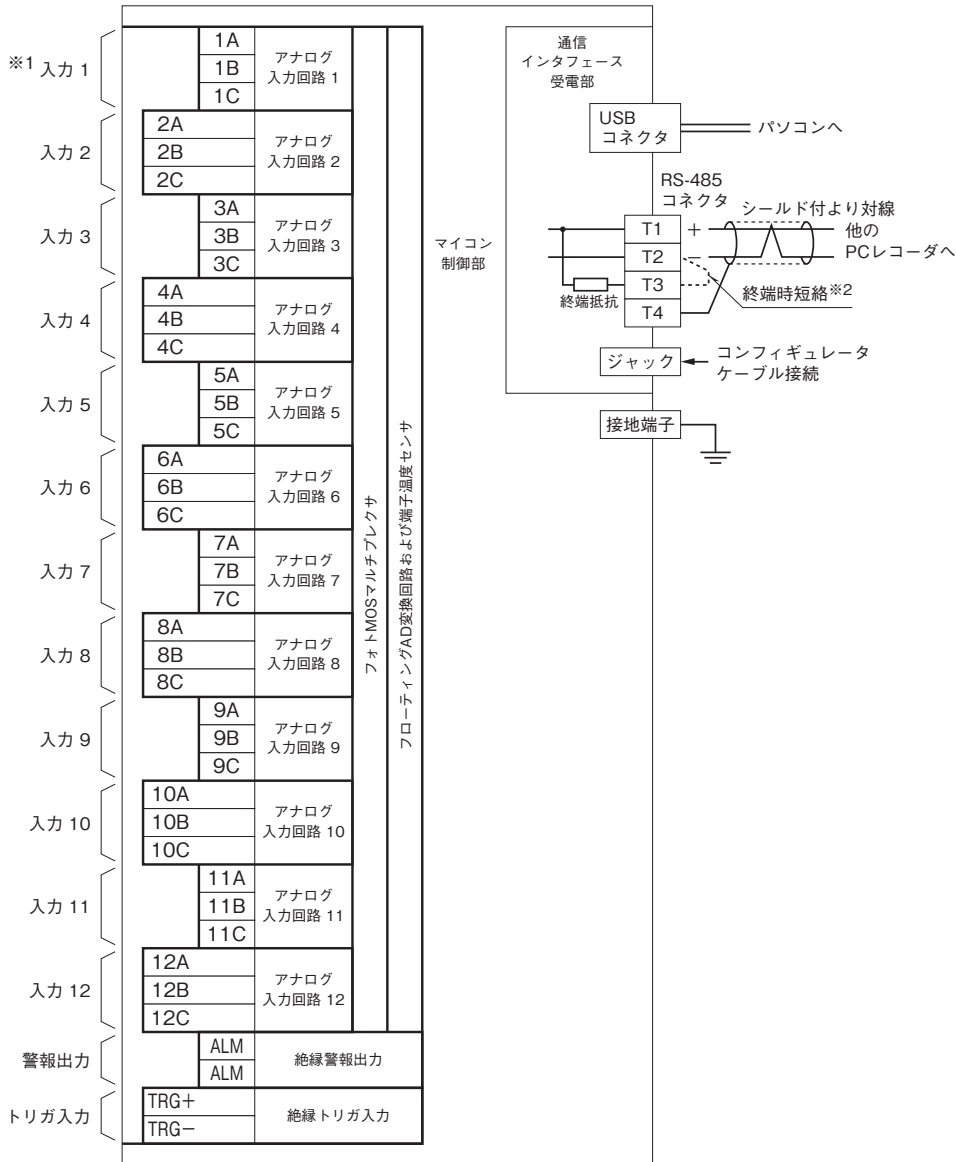 ※1 入力 1
1A
1B
1C
アナログ
入力回路 1
入力 2
2A
2B
2C
アナログ
入力回路 2
入力 3
3A
3B
3C
アナログ
入力回路 3
入力 4
4A
4B
4C
アナログ
入力回路 4
入力 5
5A
5B
5C
アナログ
入力回路 5
入力 6
6A
6B
6C
アナログ
入力回路 6
入力 7
7A
7B
7C
アナログ
入力回路 7
入力 8
8A
8B
8C
アナログ
入力回路 8
入力 9
9A
9B
9C
アナログ
入力回路 9
入力 10
10A
10B
10C
アナログ
入力回路 10
入力 11
11A
11B
11C
アナログ
入力回路 11
入力 12
12A
12B
12C
アナログ
入力回路 12
警報出力
ALM
ALM
絶縁警報出力
トリガ入力
TRG+
TRG−
絶縁トリガ入力
フォトMOSマルチプレクサ
フローティングAD変換回路および端子温度センサ
マイコン
制御部
通信
インタフェース
受電部
USB
コネクタ
パソコンへ
RS-485
コネクタ
シールド付より対線
T1
+
他の
PCレコーダへ
T2
−
T3
終端抵抗
終端時短絡※2
T4
ジャック
コンフィギュレータ
ケーブル接続
接地端子